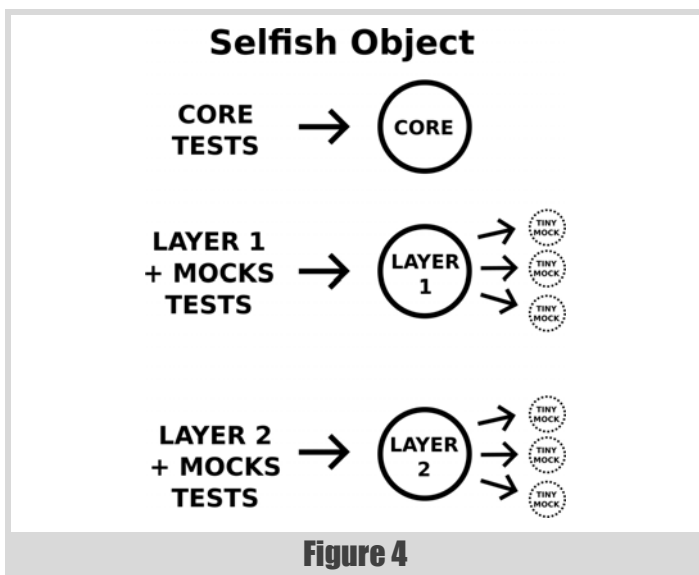 Selfish Object
CORE
TESTS
CORE
LAYER 1
+ MOCKS
TESTS
LAYER
1
TINY
MOCK
TINY
MOCK
TINY
MOCK
LAYER 2
+ MOCKS
TESTS
LAYER
2
TINY
MOCK
TINY
MOCK
TINY
MOCK
Figure 4